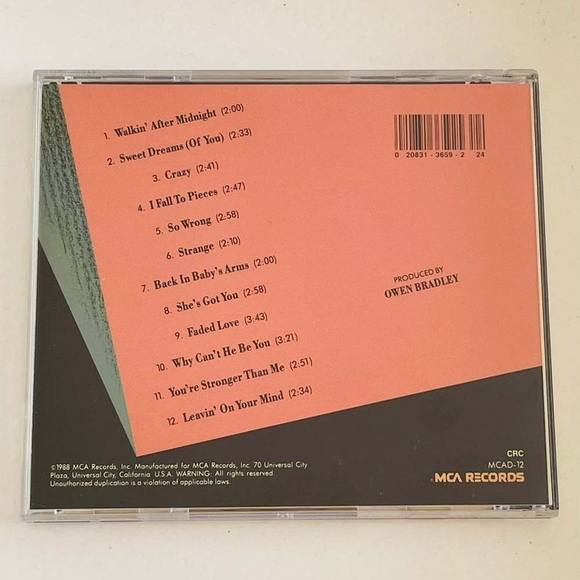 1. Walkin' After Midnight (2:00)
2. Sweet Dreams (Of You) (2:33)
3. Crazy (2:41)
4. I Fall To Pieces (2:47)
5. So Wrong (2:58)
6. Strange (2:10)
7. Back In Baby's Arms (2:00)
8. She's Got You (2:58)
9. Faded Love (3:43)
10. Why Can't He Be You (3:21)
11. You're Stronger Than Me (2:51)
12. Leavin' On Your Mind (2:34)
0 20831-3659-2 24
PRODUCED BY
OWEN BRADLEY
©1988 MCA Records, Inc. Manufactured for MCA Records, Inc. 70 Universal City
Plaza, Universal City, California U.S.A. WARNING: All rights reserved.
Unauthorized duplication is a violation of applicable laws.
CRC
MCAD-12
MCA RECORDS